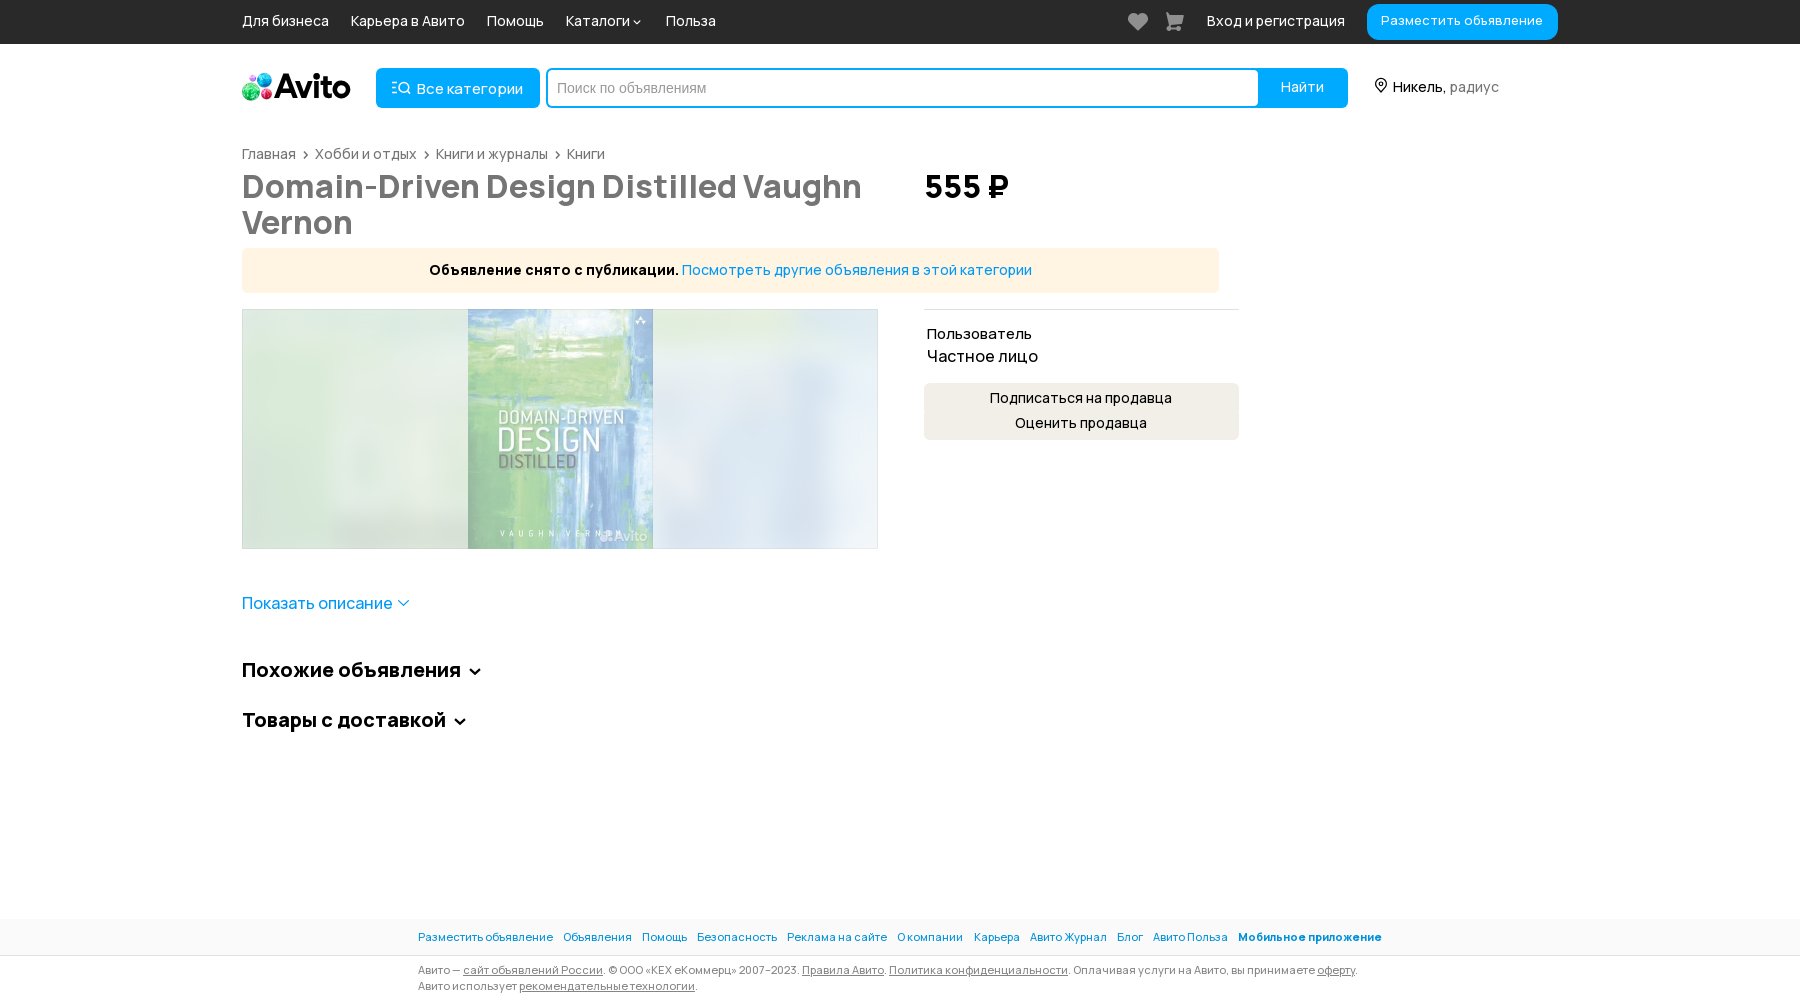 Для бизнеса Карьера в Авито Помощь Каталоги Польза Вход и регистрация Разместить объявление
Avito Все категории Поиск по объявлениям Найти Никель, радиус
Главная Хобби и отдых Книги и журналы Книги
Domain-Driven Design Distilled Vaughn
Vernon
555 ₽
Объявление снято с публикации. Посмотреть другие объявления в этой категории
DOMAIN-DRIVEN
DESIGN
DISTILLED
VAUGHN VERNON
Avito
Пользователь
Частное лицо
Подписаться на продавца
Оценить продавца
Показать описание
Похожие объявления
Товары с доставкой
Разместить объявление Объявления Помощь Безопасность Реклама на сайте О компании Карьера Авито Журнал Блог Авито Польза Мобильное приложение
Авито — сайт объявлений России. © ООО «КЕХ еКоммерц» 2007–2023. Правила Авито. Политика конфиденциальности. Оплачивая услуги на Авито, вы принимаете оферту.
Авито использует рекомендательные технологии.